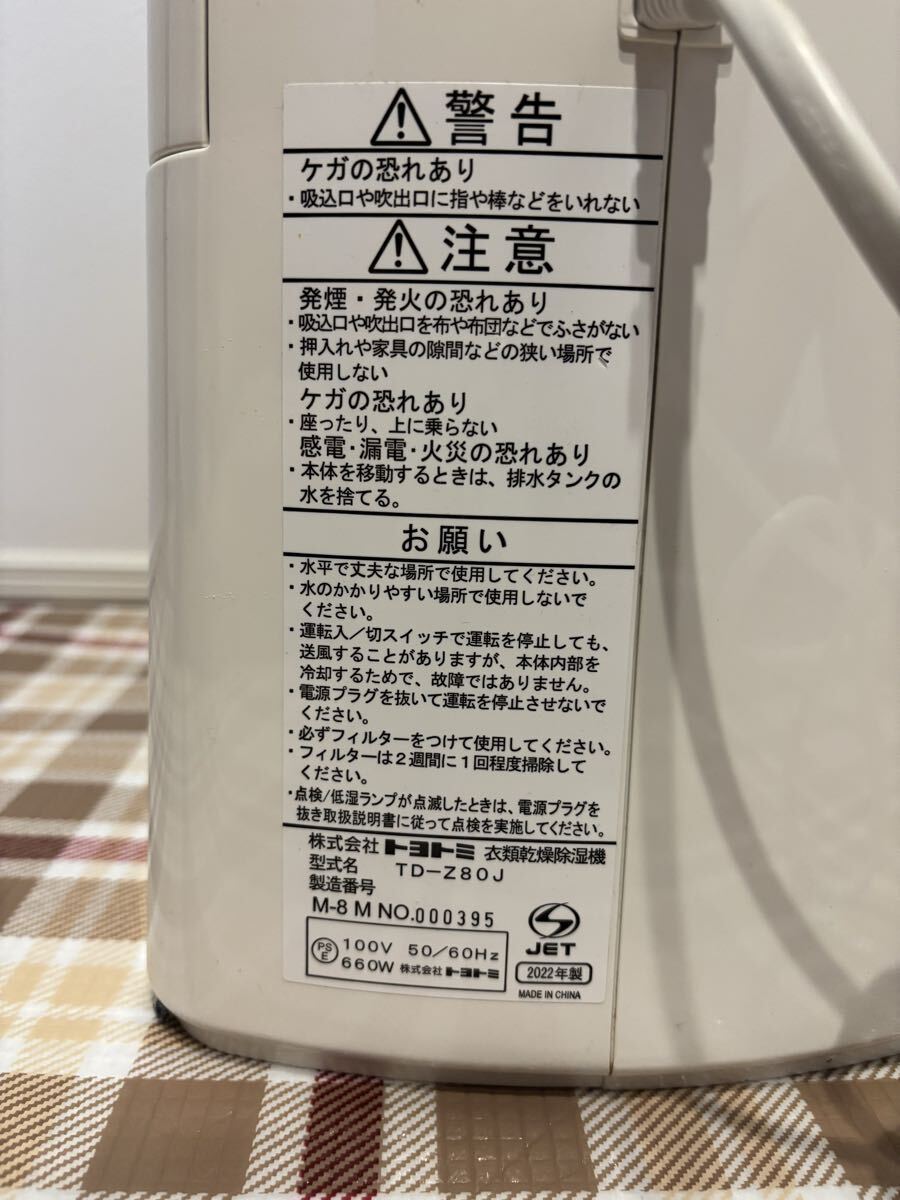 警告
ケガの恐れあり
・吸込口や吹出口に指や棒などをいれない
注意
発煙・発火の恐れあり
・吸込口や吹出口を布や布団などでふさがない
・押入れや家具の隙間などの狭い場所で
使用しない
ケガの恐れあり
・座ったり、上に乗らない
感電・漏電・火災の恐れあり
・本体を移動するときは、排水タンクの
水を捨てる。
お願い
・水平で丈夫な場所で使用してください。
・水のかかりやすい場所で使用しないで
ください。
・運転入／切スイッチで運転を停止しても、
送風することがありますが、本体内部を
冷却するためで、故障ではありません。
・電源プラグを抜いて運転を停止させないで
ください。
・必ずフィルターをつけて使用してください。
・フィルターは２週間に１回程度掃除して
ください。
・点検/低湿ランプが点滅したときは、電源プラグを
抜き取扱説明書に従って点検を実施してください。
株式会社 トヨトミ 衣類乾燥除湿機
型式名 TD－Z80J
製造番号
M-8 M NO.000395
PSE 100V 50/60Hz
660W 株式会社 トヨトミ
JET
2022年製
MADE IN CHINA